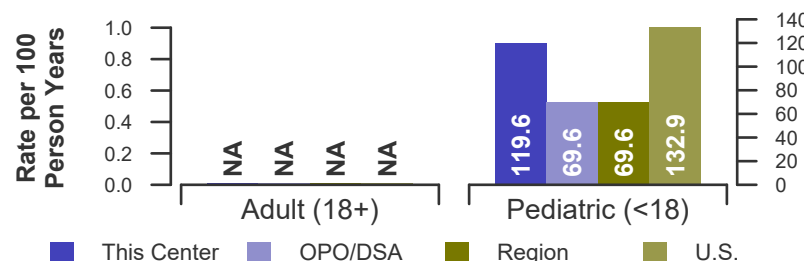 Rate per 100
Person Years
1.0
0.8
0.6
0.4
0.2
0.0
NA NA NA NA
119.6 69.6 69.6 132.9
140
120
100
80
60
40
20
0
Adult (18+) Pediatric (<18)
This Center OPO/DSA Region U.S.